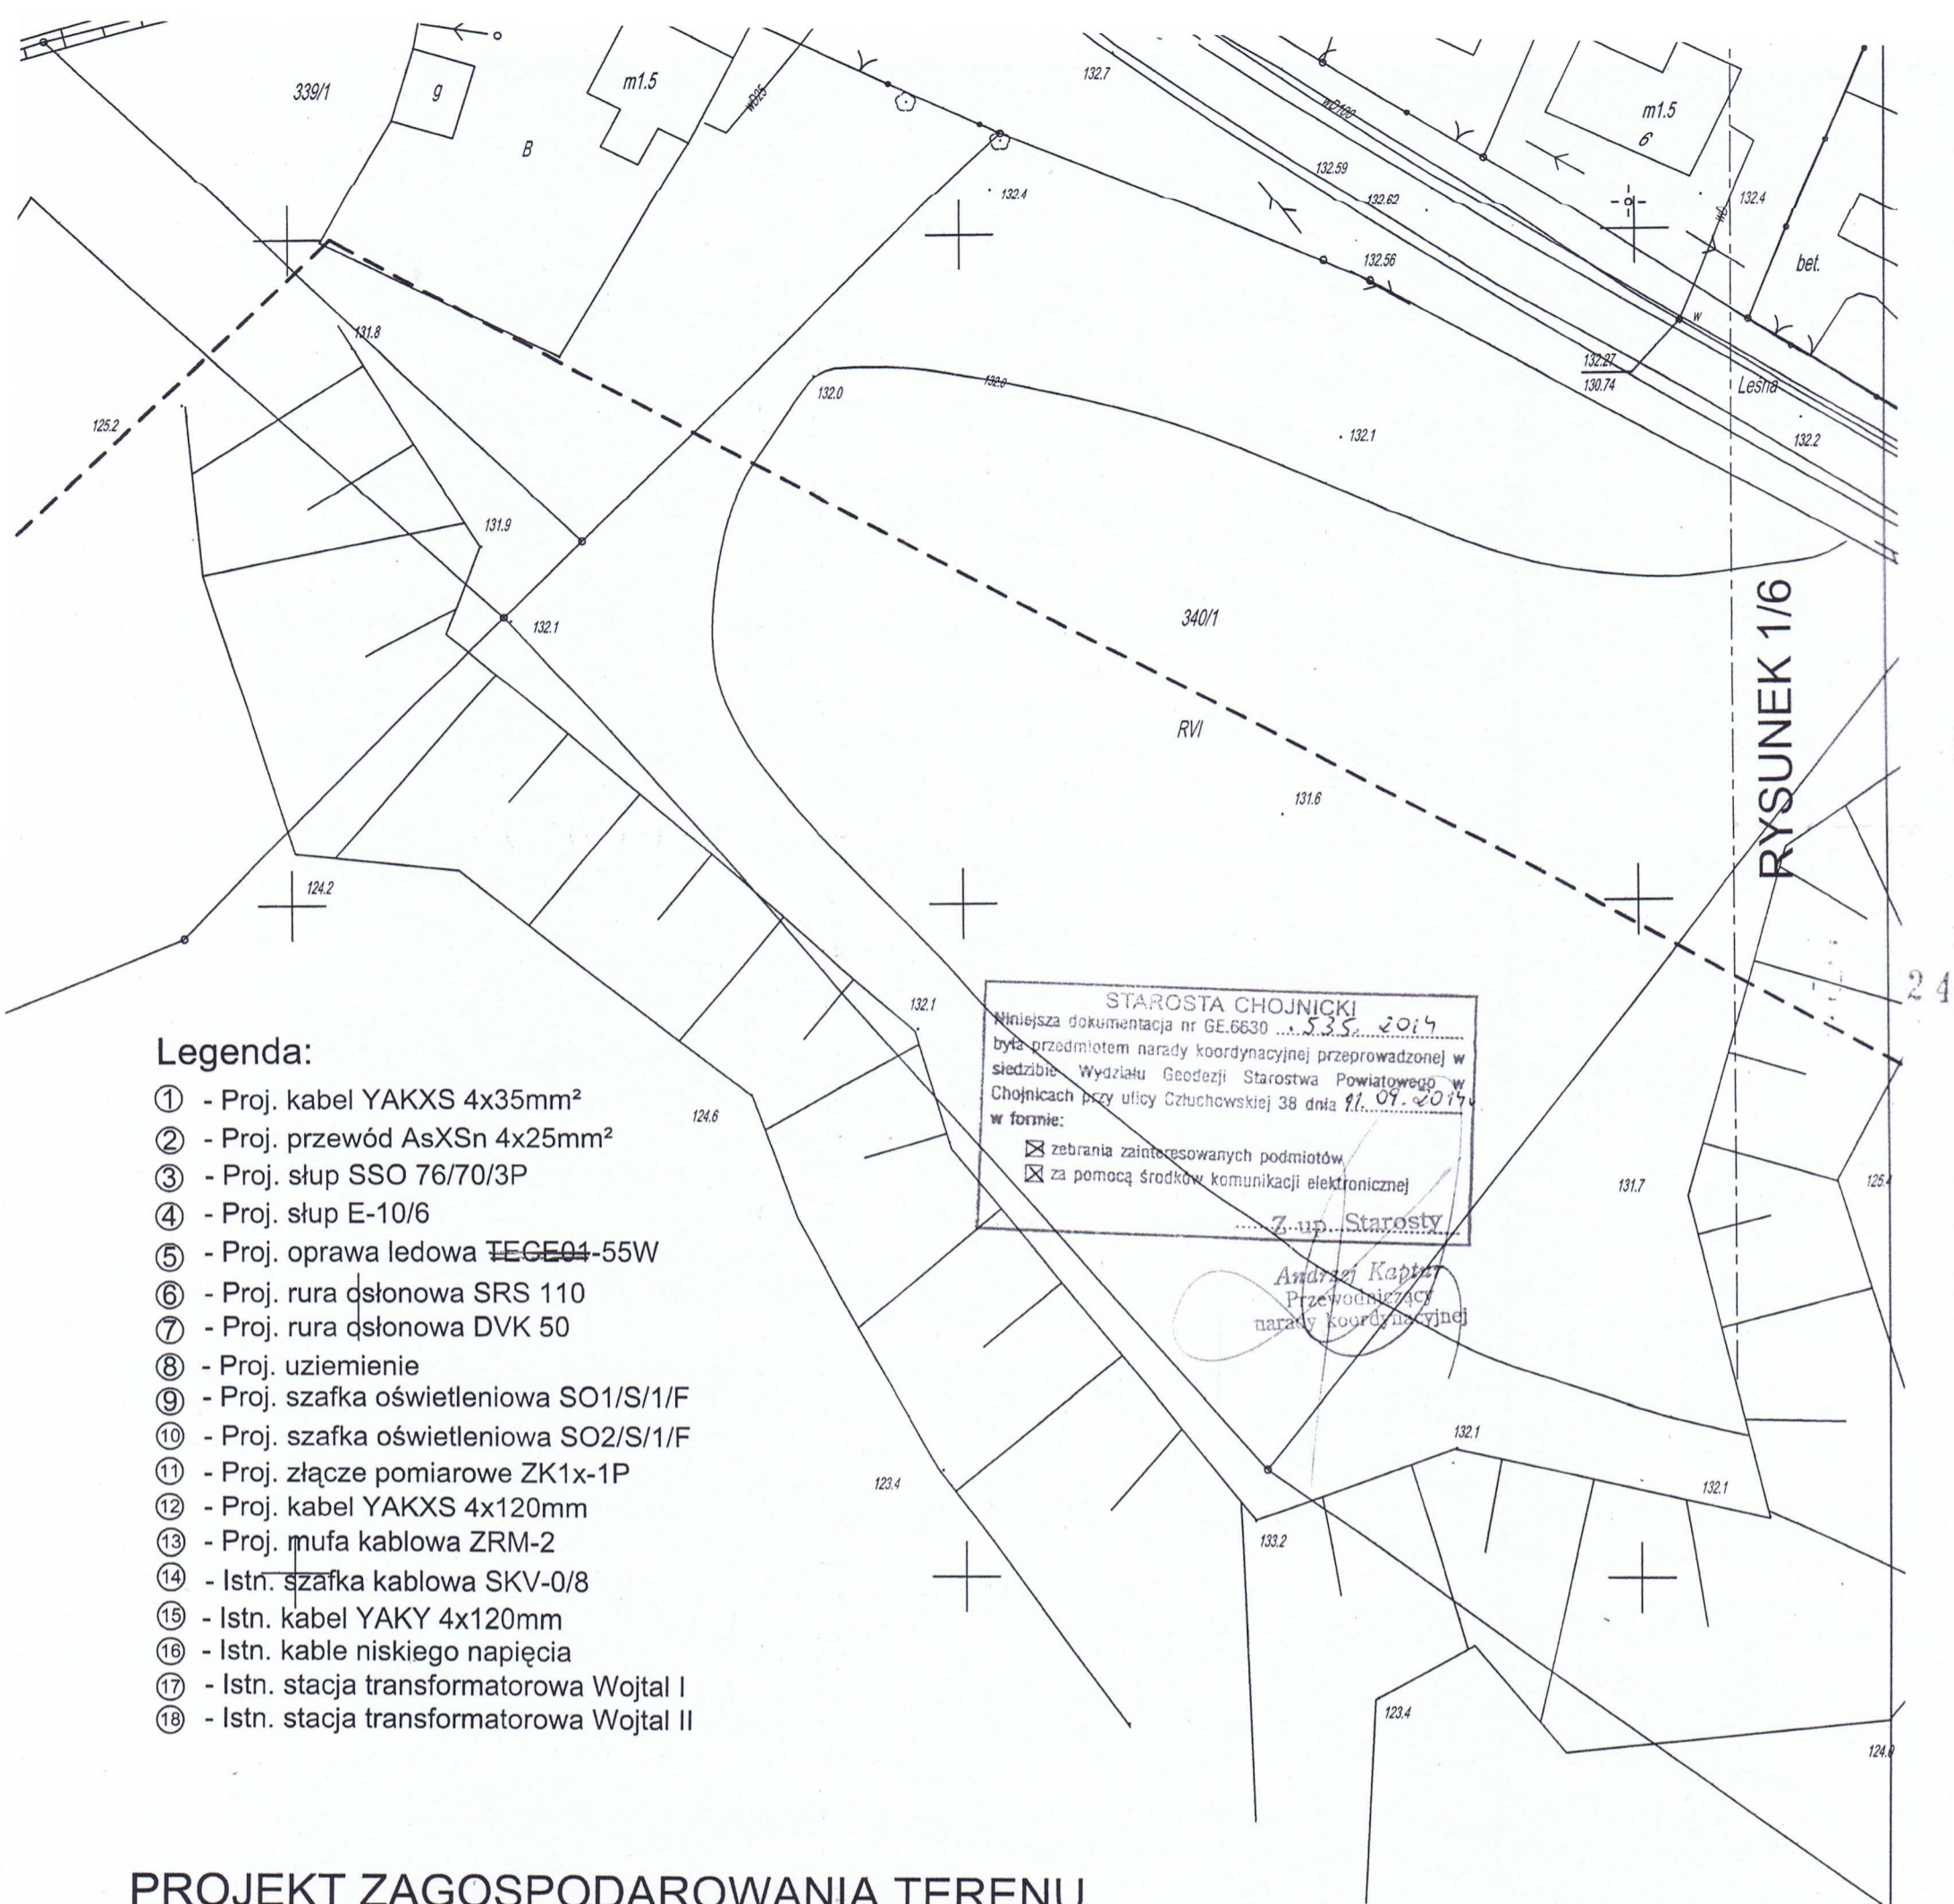 339/1
g
B
m1.5
wD25
132.7
wD100
m1.5
6
132.4
132.59
132.62
132.4
wD
132.56
bet.
w
131.8
132.27
130.74
Leśna
132.0
132.0
125.2
132.1
132.2
131.9
132.1
340/1
RYSUNEK 1/6
RVI
131.6
124.2
24
132.1
STAROSTA CHOJNICKI
Niniejsza dokumentacja nr GE.6630 ....535. 2014
była przedmiotem narady koordynacyjnej przeprowadzonej w
siedzibie Wydziału Geodezji Starostwa Powiatowego w
Chojnicach przy ulicy Człuchowskiej 38 dnia 11.09.2014
w formie:
☒ zebrania zainteresowanych podmiotów
☒ za pomocą środków komunikacji elektronicznej
Z up. Starosty
Andrzej Kaptur
Przewodniczący
narady koordynacyjnej
124.6
131.7
125.4
Legenda:
1 - Proj. kabel YAKXS 4x35mm²
2 - Proj. przewód AsXSn 4x25mm²
3 - Proj. słup SSO 76/70/3P
4 - Proj. słup E-10/6
5 - Proj. oprawa ledowa TECE01-55W
6 - Proj. rura osłonowa SRS 110
7 - Proj. rura osłonowa DVK 50
8 - Proj. uziemienie
9 - Proj. szafka oświetleniowa SO1/S/1/F
10 - Proj. szafka oświetleniowa SO2/S/1/F
11 - Proj. złącze pomiarowe ZK1x-1P
12 - Proj. kabel YAKXS 4x120mm
13 - Proj. mufa kablowa ZRM-2
14 - Istn. szafka kablowa SKV-0/8
15 - Istn. kabel YAKY 4x120mm
16 - Istn. kable niskiego napięcia
17 - Istn. stacja transformatorowa Wojtal I
18 - Istn. stacja transformatorowa Wojtal II
132.1
123.4
132.1
133.2
123.4
124.0
PROJEKT ZAGOSPODAROWANIA TERENU